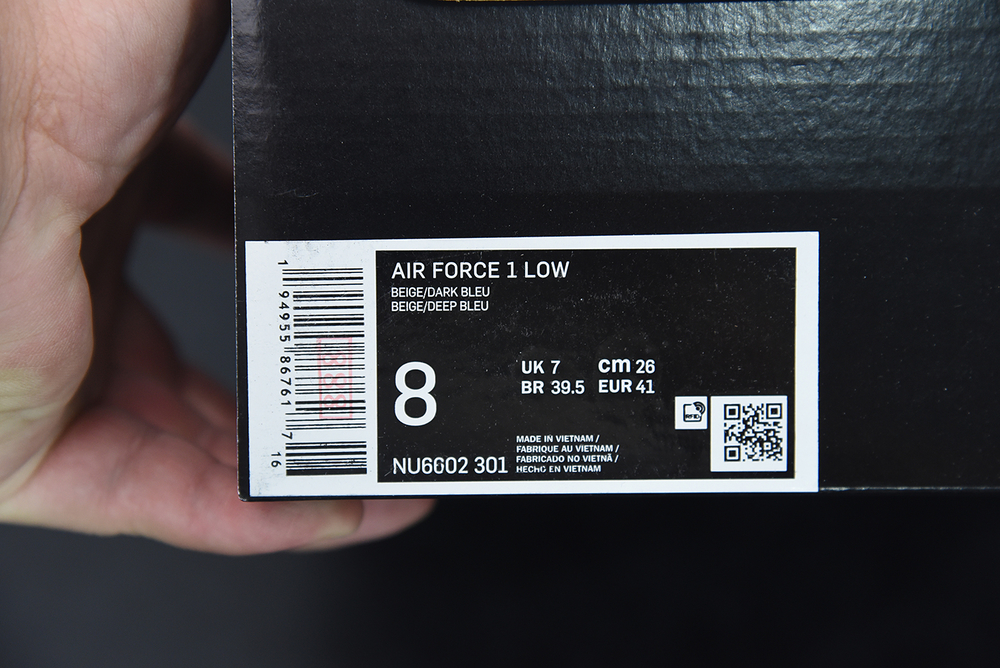 AIR FORCE 1 LOW
BEIGE/DARK BLEU
BEIGE/DEEP BLEU
8
UK 7 cm 26
BR 39.5 EUR 41
NU6602 301
MADE IN VIETNAM /
FABRIQUE AU VIETNAM /
FABRICADO NO VIETNÃ /
HECHO EN VIETNAM
RFID
1 94955 86761 7
16